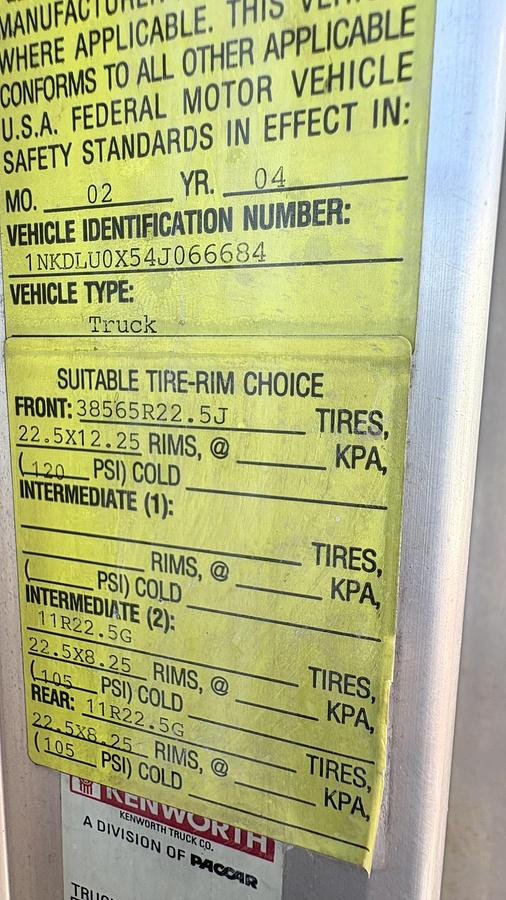 MANUFACTURER
WHERE APPLICABLE. THIS
CONFORMS TO ALL OTHER APPLICABLE
U.S.A. FEDERAL MOTOR VEHICLE
SAFETY STANDARDS IN EFFECT IN:
MO. 02 YR. 04
VEHICLE IDENTIFICATION NUMBER:
1NKDLU0X54J066684
VEHICLE TYPE:
Truck
SUITABLE TIRE-RIM CHOICE
FRONT: 38565R22.5J TIRES,
22.5X12.25 RIMS, @ KPA,
(120 PSI) COLD
INTERMEDIATE (1):
TIRES,
RIMS, @ KPA,
( PSI) COLD
INTERMEDIATE (2):
11R22.5G TIRES,
22.5X8.25 RIMS, @ KPA,
(105 PSI) COLD
REAR: 11R22.5G TIRES,
22.5X8.25 RIMS, @ KPA,
(105 PSI) COLD
KENWORTH
KENWORTH TRUCK CO.
A DIVISION OF PACCAR